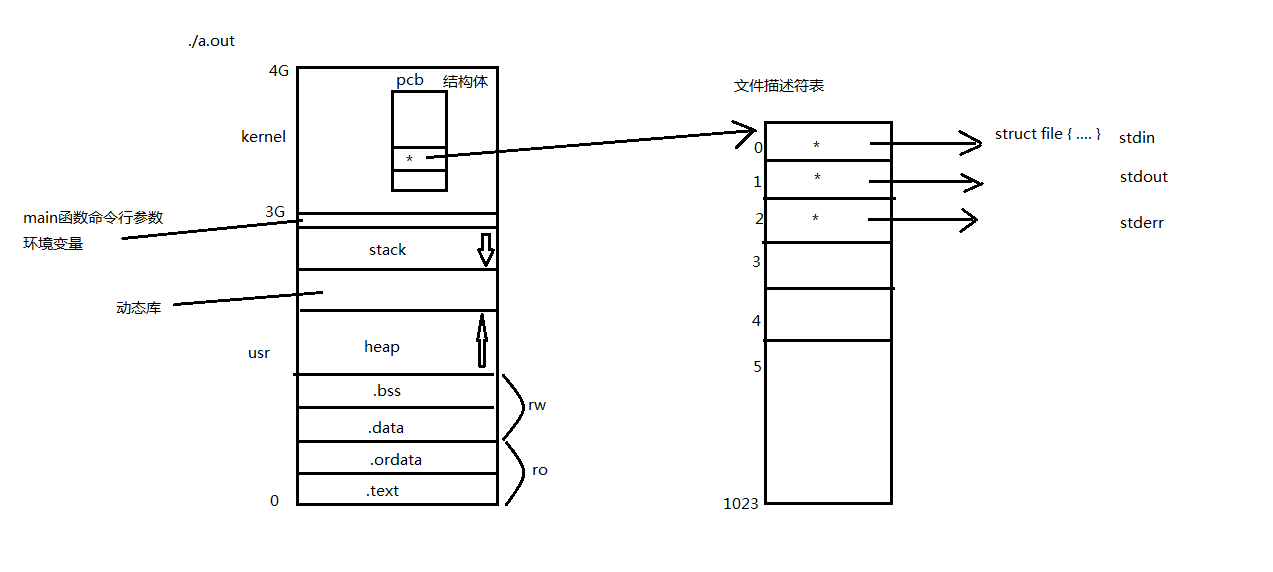 ./a.out
4G
pcb 结构体
kernel
*
3G
main函数命令行参数
环境变量
stack
动态库
usr
heap
.bss
rw
.data
.ordata
ro
.text
0
文件描述符表
0 * struct file { .... } stdin
1 * stdout
2 * stderr
3
4
5
1023